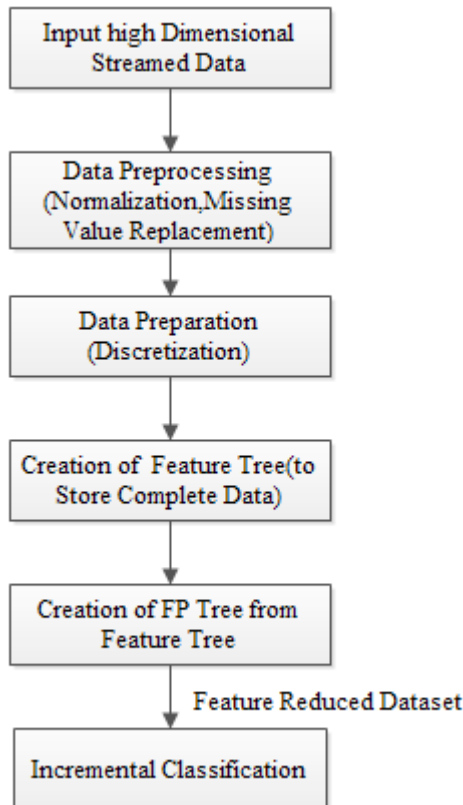 Input high Dimensional
Streamed Data
Data Preprocessing
(Normalization,Missing
Value Replacement)
Data Preparation
(Discretization)
Creation of Feature Tree(to
Store Complete Data)
Creation of FP Tree from
Feature Tree
Feature Reduced Dataset
Incremental Classification